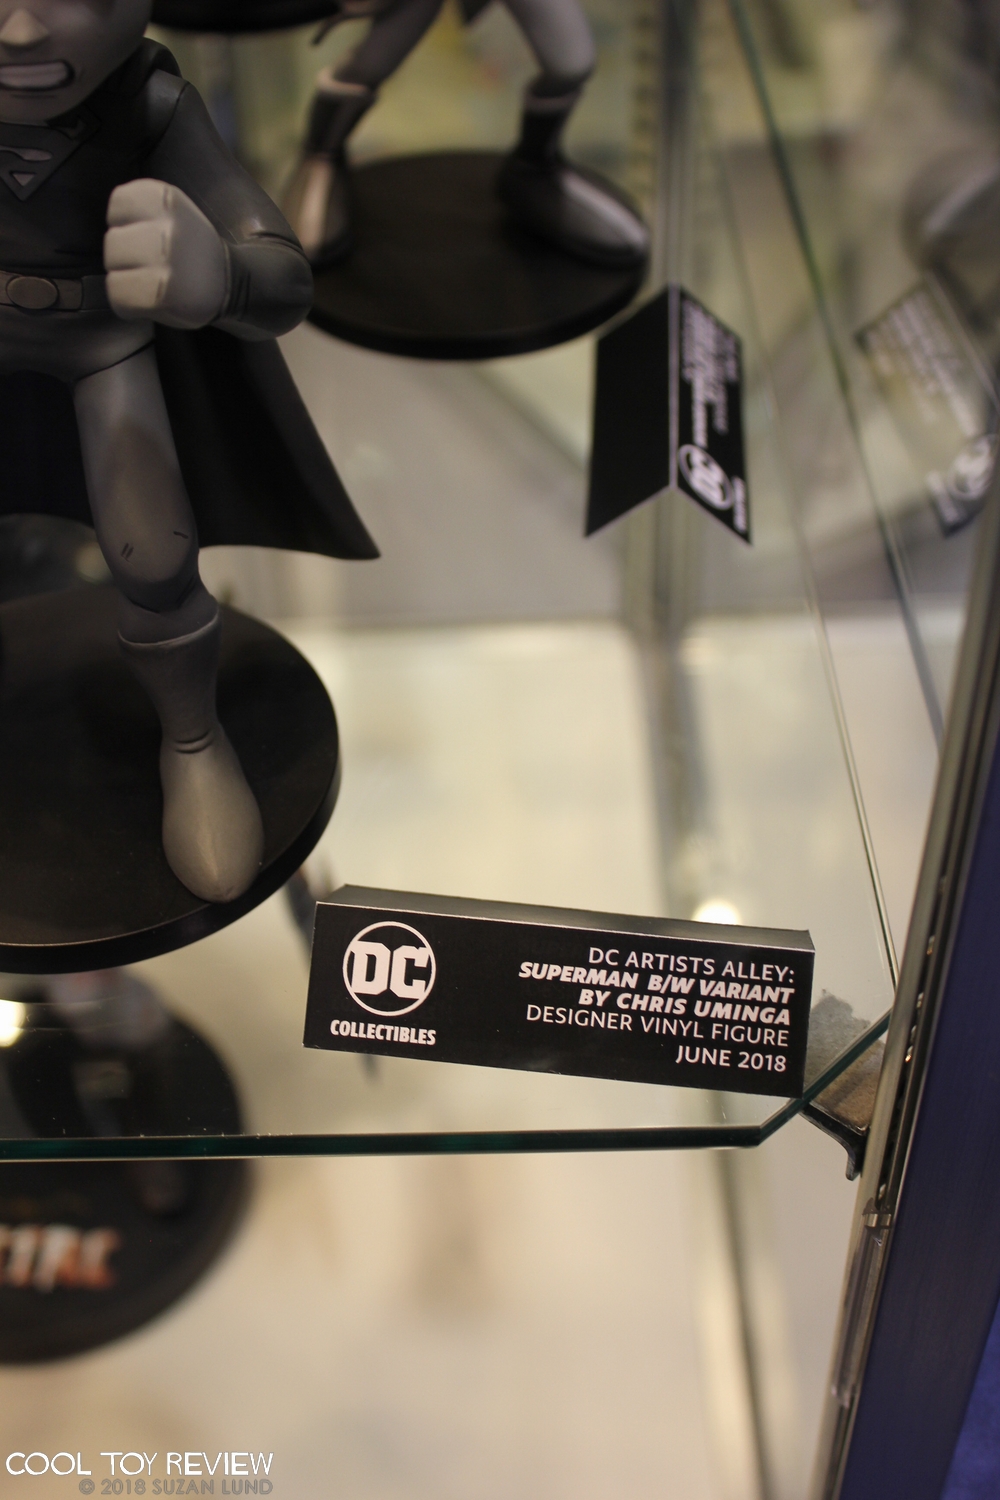 DC
COLLECTIBLES
DC ARTISTS ALLEY:
SUPERMAN B/W VARIANT
BY CHRIS UMINGA
DESIGNER VINYL FIGURE
JUNE 2018
DC
COOL TOY REVIEW
© 2018 SUZAN LUND